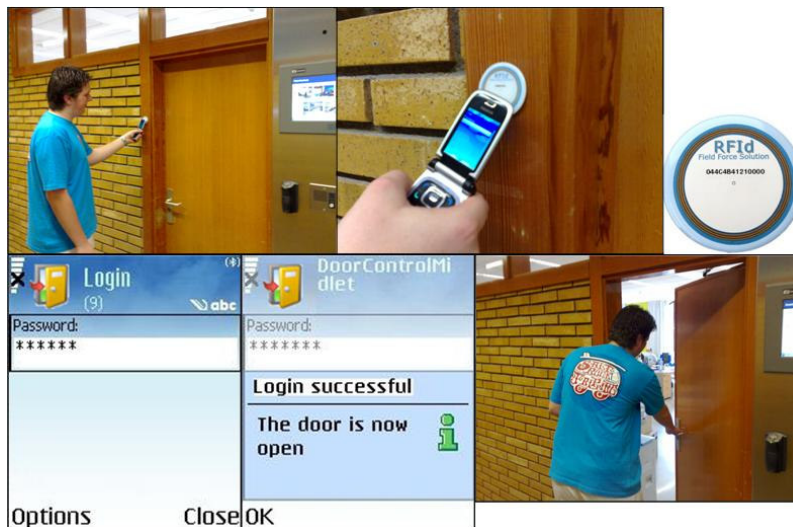 RFId
RFId
Field Force Solution
044C4B41210000
Login
(9)
abc
Password:
******
Options
Close
DoorControlMi
dlet
Password:
*******
Login successful
The door is now
open
OK